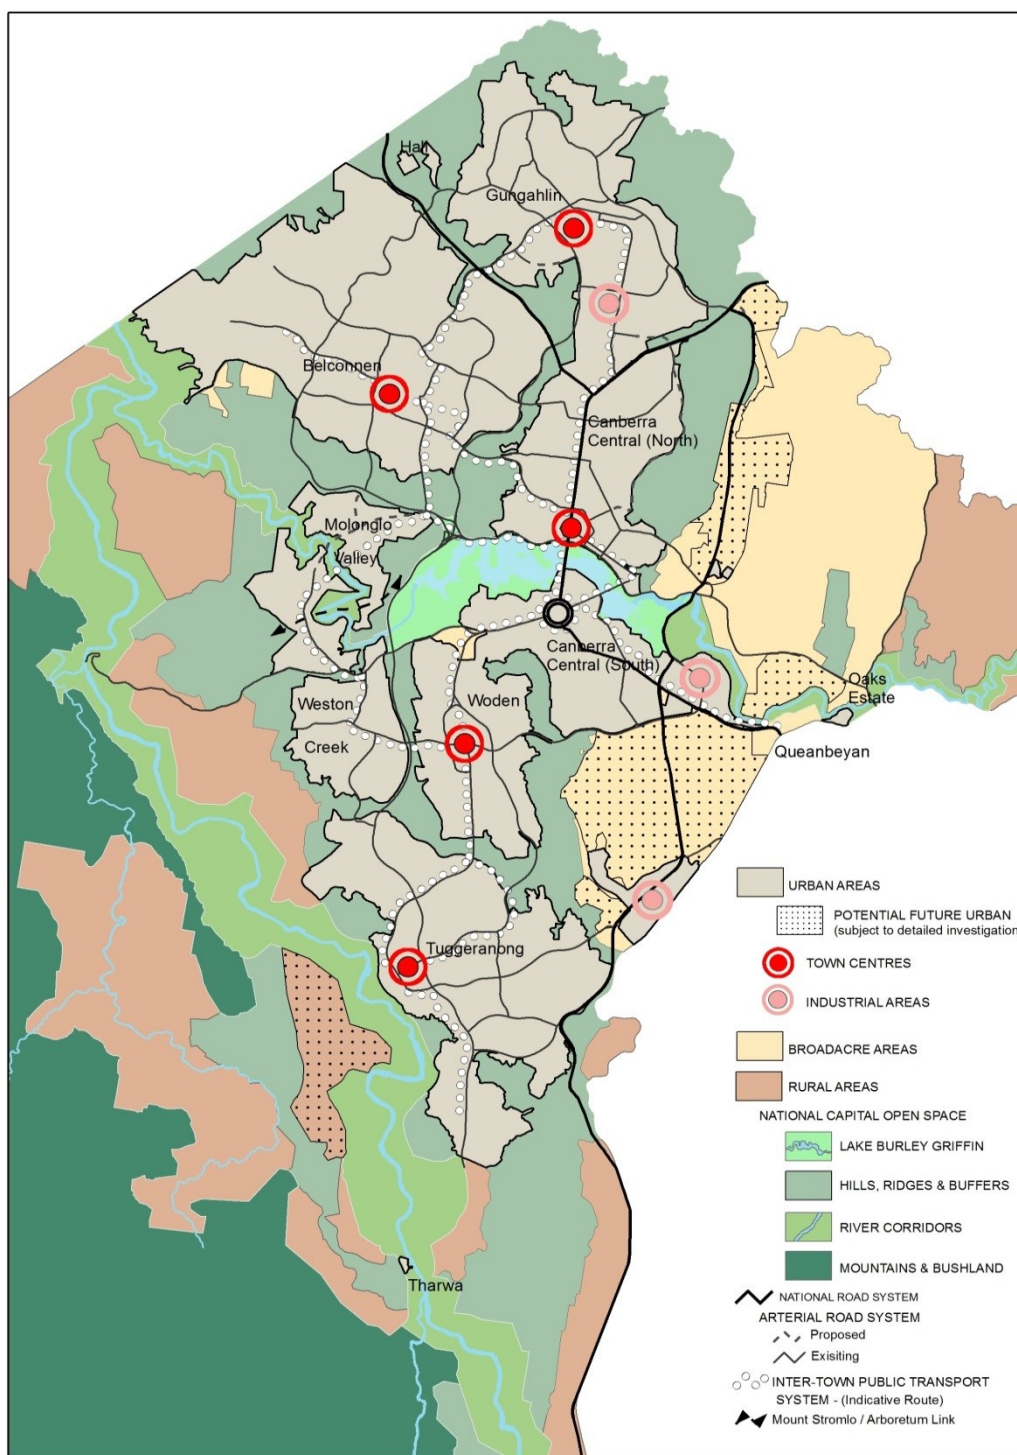 Hall
Gungahlin
Belconnen
Canberra
Central (North)
Molonglo
Valley
Canberra
Central (South)
Oaks
Estate
Weston
Creek
Woden
Queanbeyan
Tuggeranong
Tharwa
URBAN AREAS
POTENTIAL FUTURE URBAN
(subject to detailed investigation
TOWN CENTRES
INDUSTRIAL AREAS
BROADACRE AREAS
RURAL AREAS
NATIONAL CAPITAL OPEN SPACE
LAKE BURLEY GRIFFIN
HILLS, RIDGES & BUFFERS
RIVER CORRIDORS
MOUNTAINS & BUSHLAND
NATIONAL ROAD SYSTEM
ARTERIAL ROAD SYSTEM
Proposed
Exisiting
INTER-TOWN PUBLIC TRANSPORT
SYSTEM - (Indicative Route)
Mount Stromlo / Arboretum Link